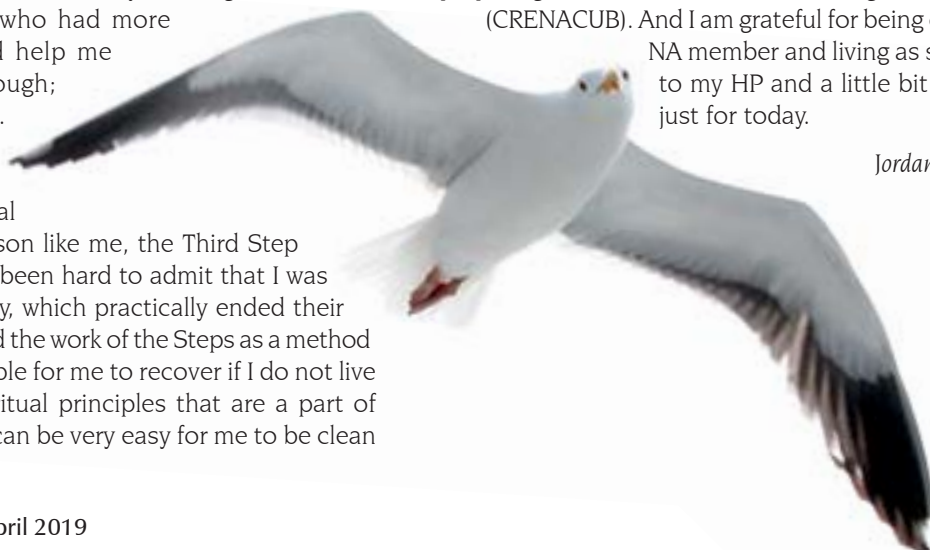 who had more
help me
ough;
al
son like me, the Third Step
been hard to admit that I was
y, which practically ended their
d the work of the Steps as a method
ble for me to recover if I do not live
itual principles that are a part of
can be very easy for me to be clean
(CRENACUB). And I am grateful for being
NA member and living as s
to my HP and a little bit
just for today.
Jordan
pril 2019